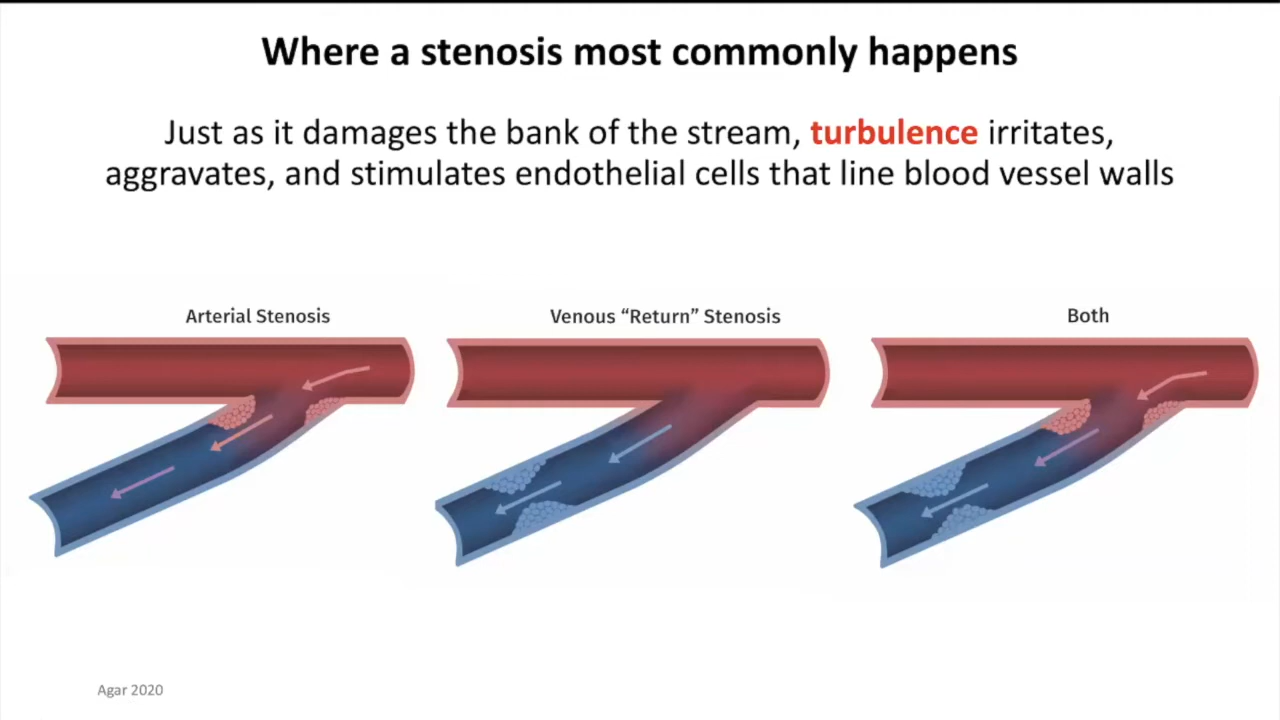 Where a stenosis most commonly happens
Just as it damages the bank of the stream, turbulence irritates,
aggravates, and stimulates endothelial cells that line blood vessel walls
Arterial Stenosis
Venous “Return” Stenosis
Both
Agar 2020